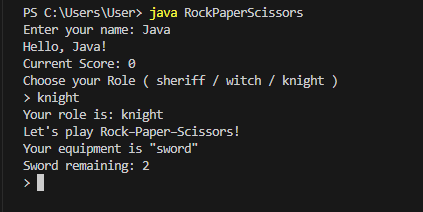 PS C:\Users\User> java RockPaperScissors
Enter your name: Java
Hello, Java!
Current Score: 0
Choose your Role ( sheriff / witch / knight )
> knight
Your role is: knight
Let's play Rock–Paper–Scissors!
Your equipment is "sword"
Sword remaining: 2
>